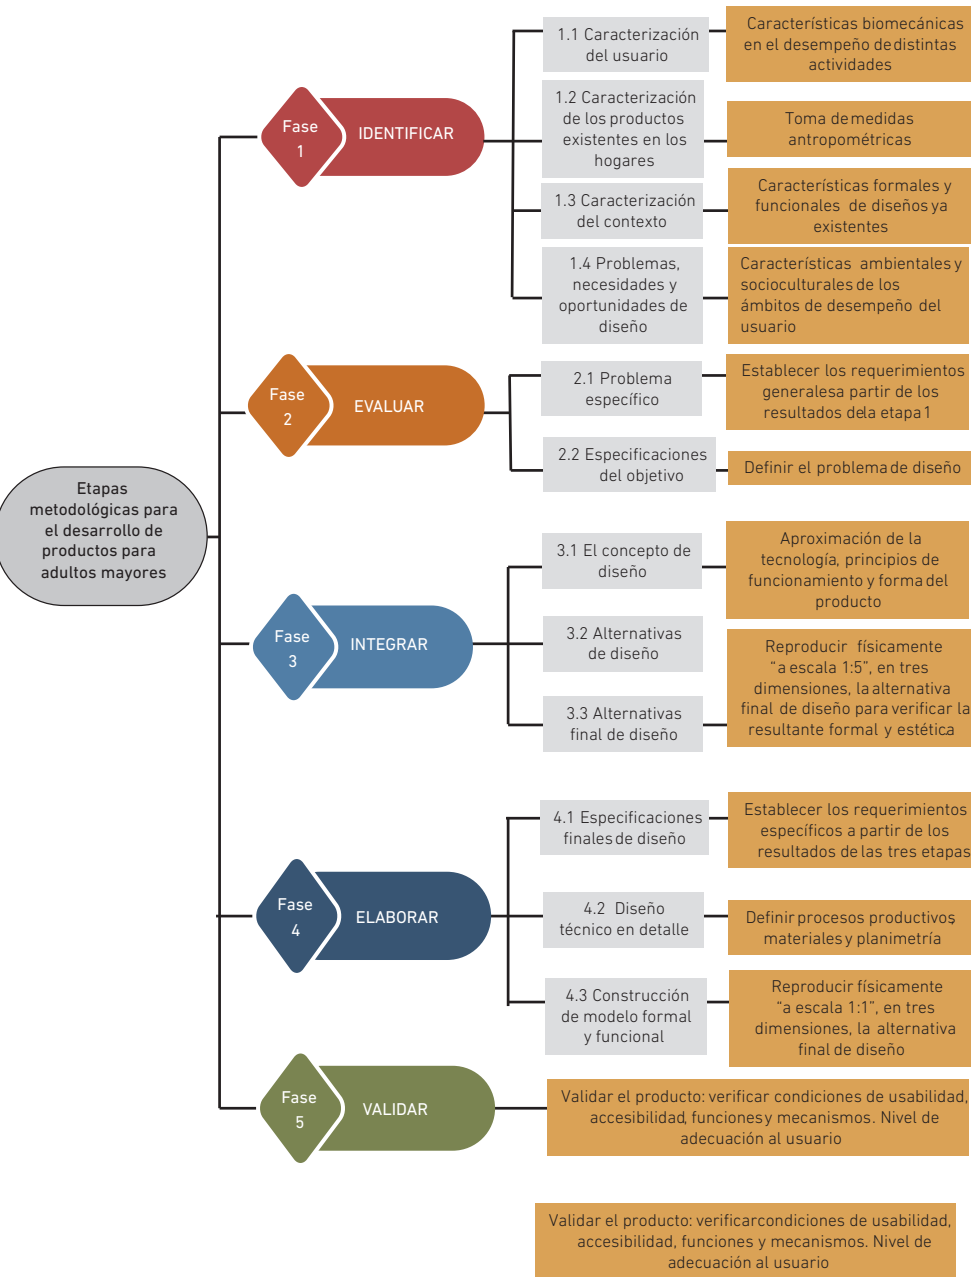 Etapas
metodológicas para
el desarrollo de
productos para
adultos mayores
Fase
1
IDENTIFICAR
1.1 Caracterización
del usuario
Características biomecánicas
en el desempeño de distintas
actividades
1.2 Caracterización
de los productos
existentes en los
hogares
Toma de medidas
antropométricas
1.3 Caracterización
del contexto
Características formales y
funcionales de diseños ya
existentes
1.4 Problemas,
necesidades y
oportunidades de
diseño
Características ambientales y
socioculturales de los
ámbitos de desempeño del
usuario
Fase
2
EVALUAR
2.1 Problema
específico
Establecer los requerimientos
generales a partir de los
resultados de la etapa 1
2.2 Especificaciones
del objetivo
Definir el problema de diseño
Fase
3
INTEGRAR
3.1 El concepto de
diseño
Aproximación de la
tecnología, principios de
funcionamiento y forma del
producto
3.2 Alternativas
de diseño
3.3 Alternativas
final de diseño
Reproducir físicamente
“a escala 1:5”, en tres
dimensiones, la alternativa
final de diseño para verificar la
resultante formal y estética.
Fase
4
ELABORAR
4.1 Especificaciones
finales de diseño
Establecer los requerimientos
específicos a partir de los
resultados de las tres etapas
4.2 Diseño
técnico en detalle
Definir procesos productivos,
materiales y planimetría
4.3 Construcción
de modelo formal
y funcional
Reproducir físicamente
“a escala 1:1”, en tres
dimensiones, la alternativa
final de diseño
Fase
5
VALIDAR
Validar el producto: verificar condiciones de usabilidad,
accesibilidad, funciones y mecanismos. Nivel de
adecuación al usuario
Validar el producto: verificar condiciones de usabilidad,
accesibilidad, funciones y mecanismos. Nivel de
adecuación al usuario